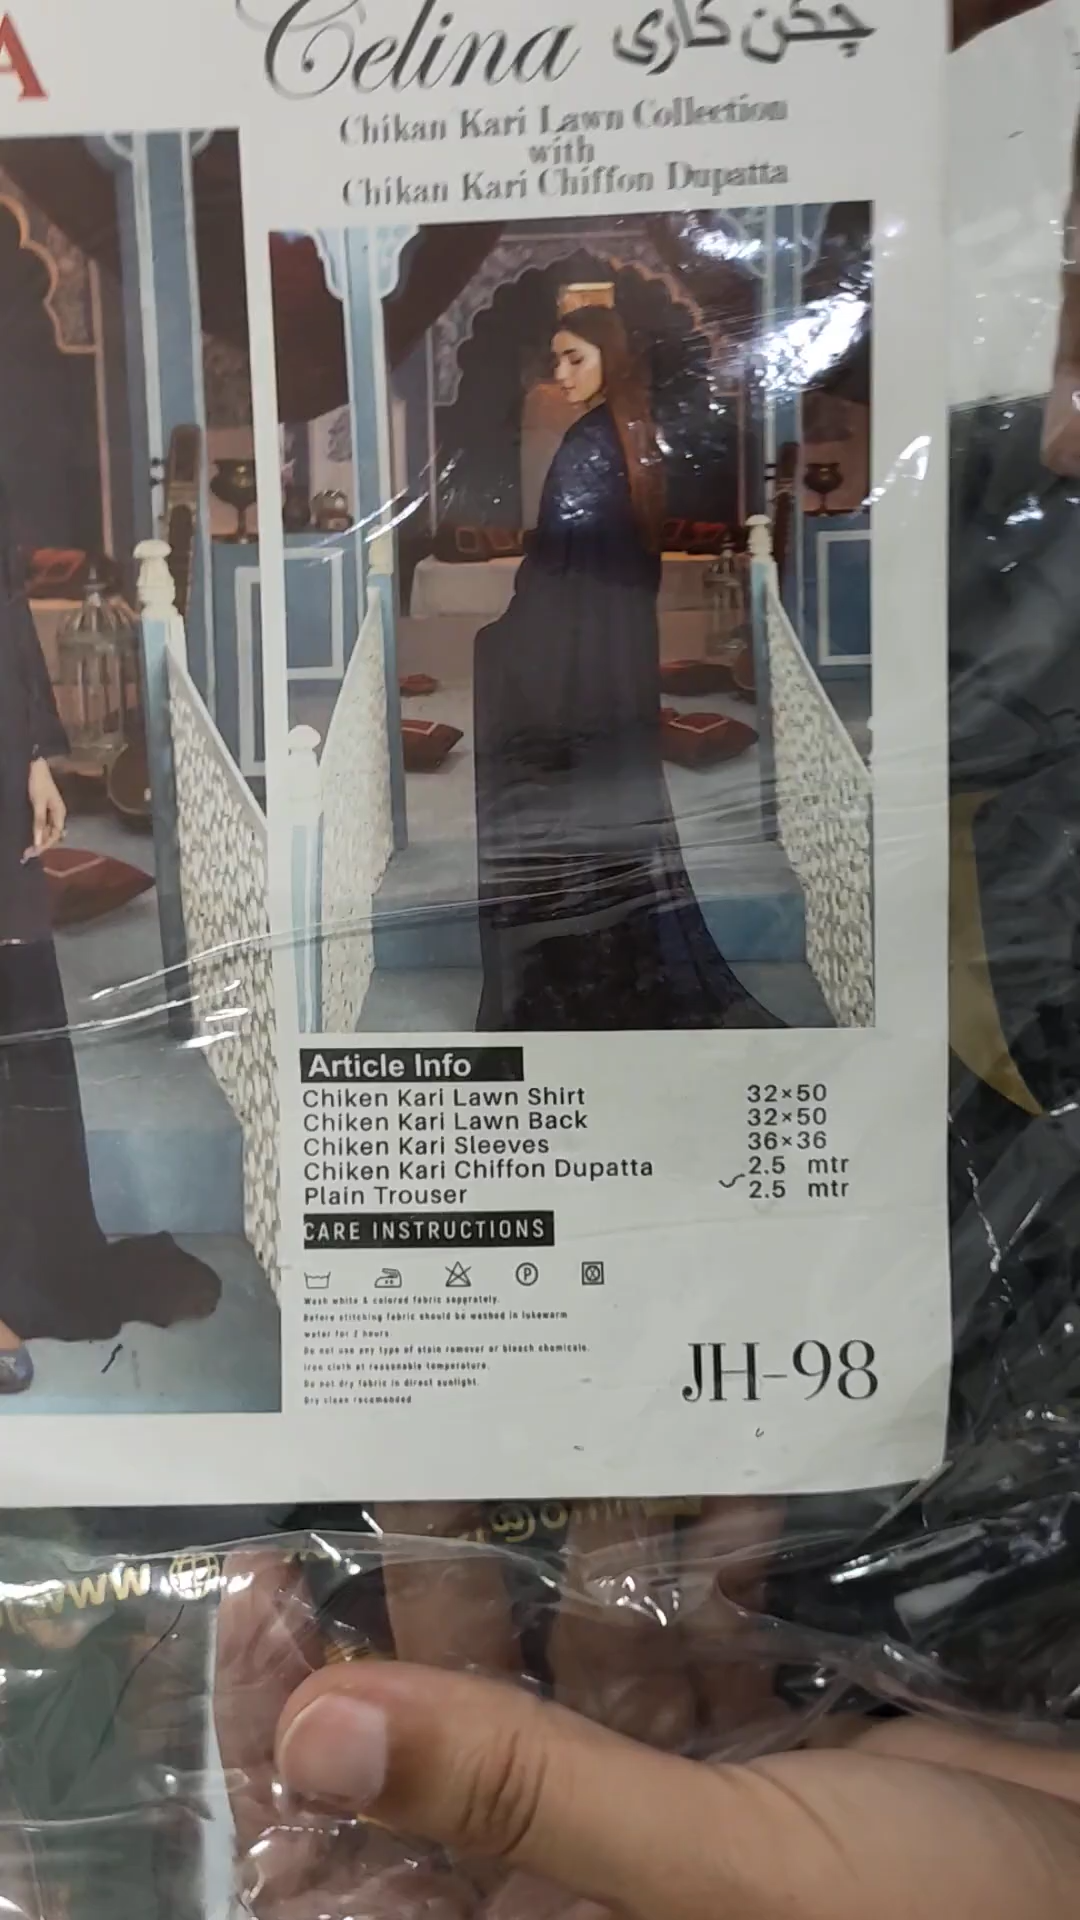 A
Celina چکن کاری
Chikan Kari Lawn Collection
with
Chikan Kari Chiffon Dupatta
Article Info
Chiken Kari Lawn Shirt 32×50
Chiken Kari Lawn Back 32×50
Chiken Kari Sleeves 36×36
Chiken Kari Chiffon Dupatta 2.5 mtr
Plain Trouser 2.5 mtr
CARE INSTRUCTIONS
P
Wash white & colored fabric seperately.
Before stitching fabric should be washed in lukewarm
water for 2 hours
Do not use any type of stain remover or bleach chemicals.
Iron cloth at reasonable temperature.
Do not dry fabric in direct sunlight.
Dry clean recomended
JH-98
www